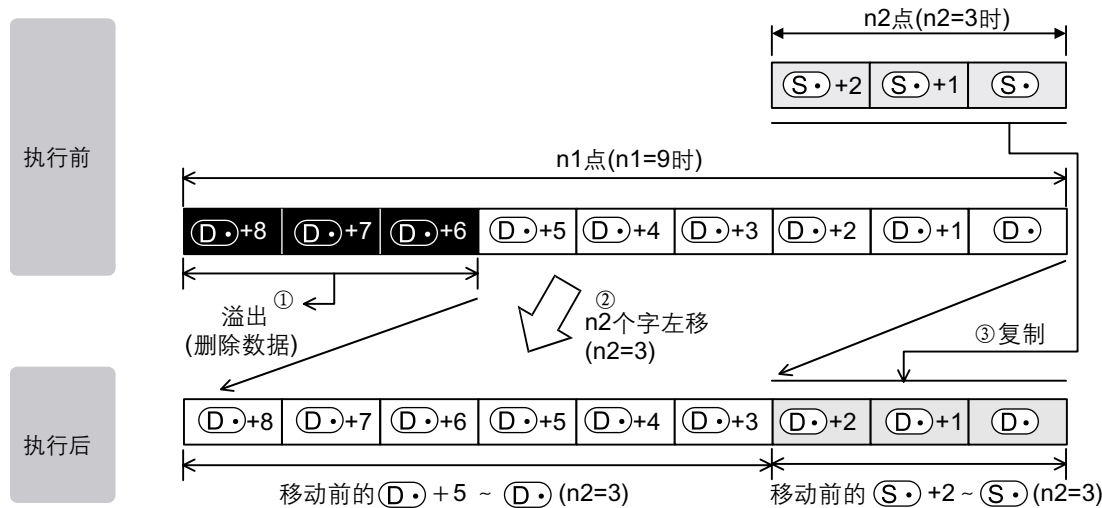 n2点(n2=3时)
S·+2 S·+1 S·
执行前
n1点(n1=9时)
D·+8 D·+7 D·+6 D·+5 D·+4 D·+3 D·+2 D·+1 D·
①
溢出
(删除数据)
②
n2个字左移
(n2=3)
③复制
执行后
D·+8 D·+7 D·+6 D·+5 D·+4 D·+3 D·+2 D·+1 D·
移动前的 D·+5 ~ D· (n2=3)
移动前的 S·+2~S· (n2=3)